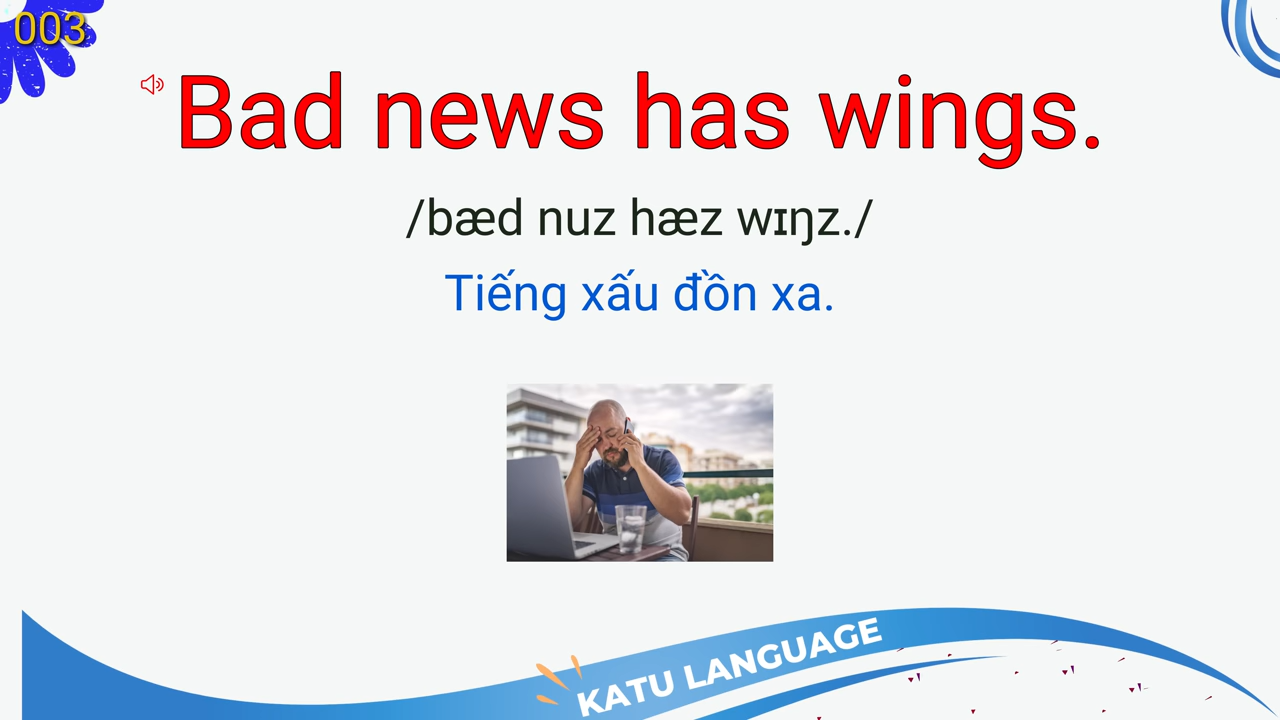 003
Bad news has wings.
/bæd nuz hæz wɪŋz./
Tiếng xấu đồn xa.
KATU LANGUAGE